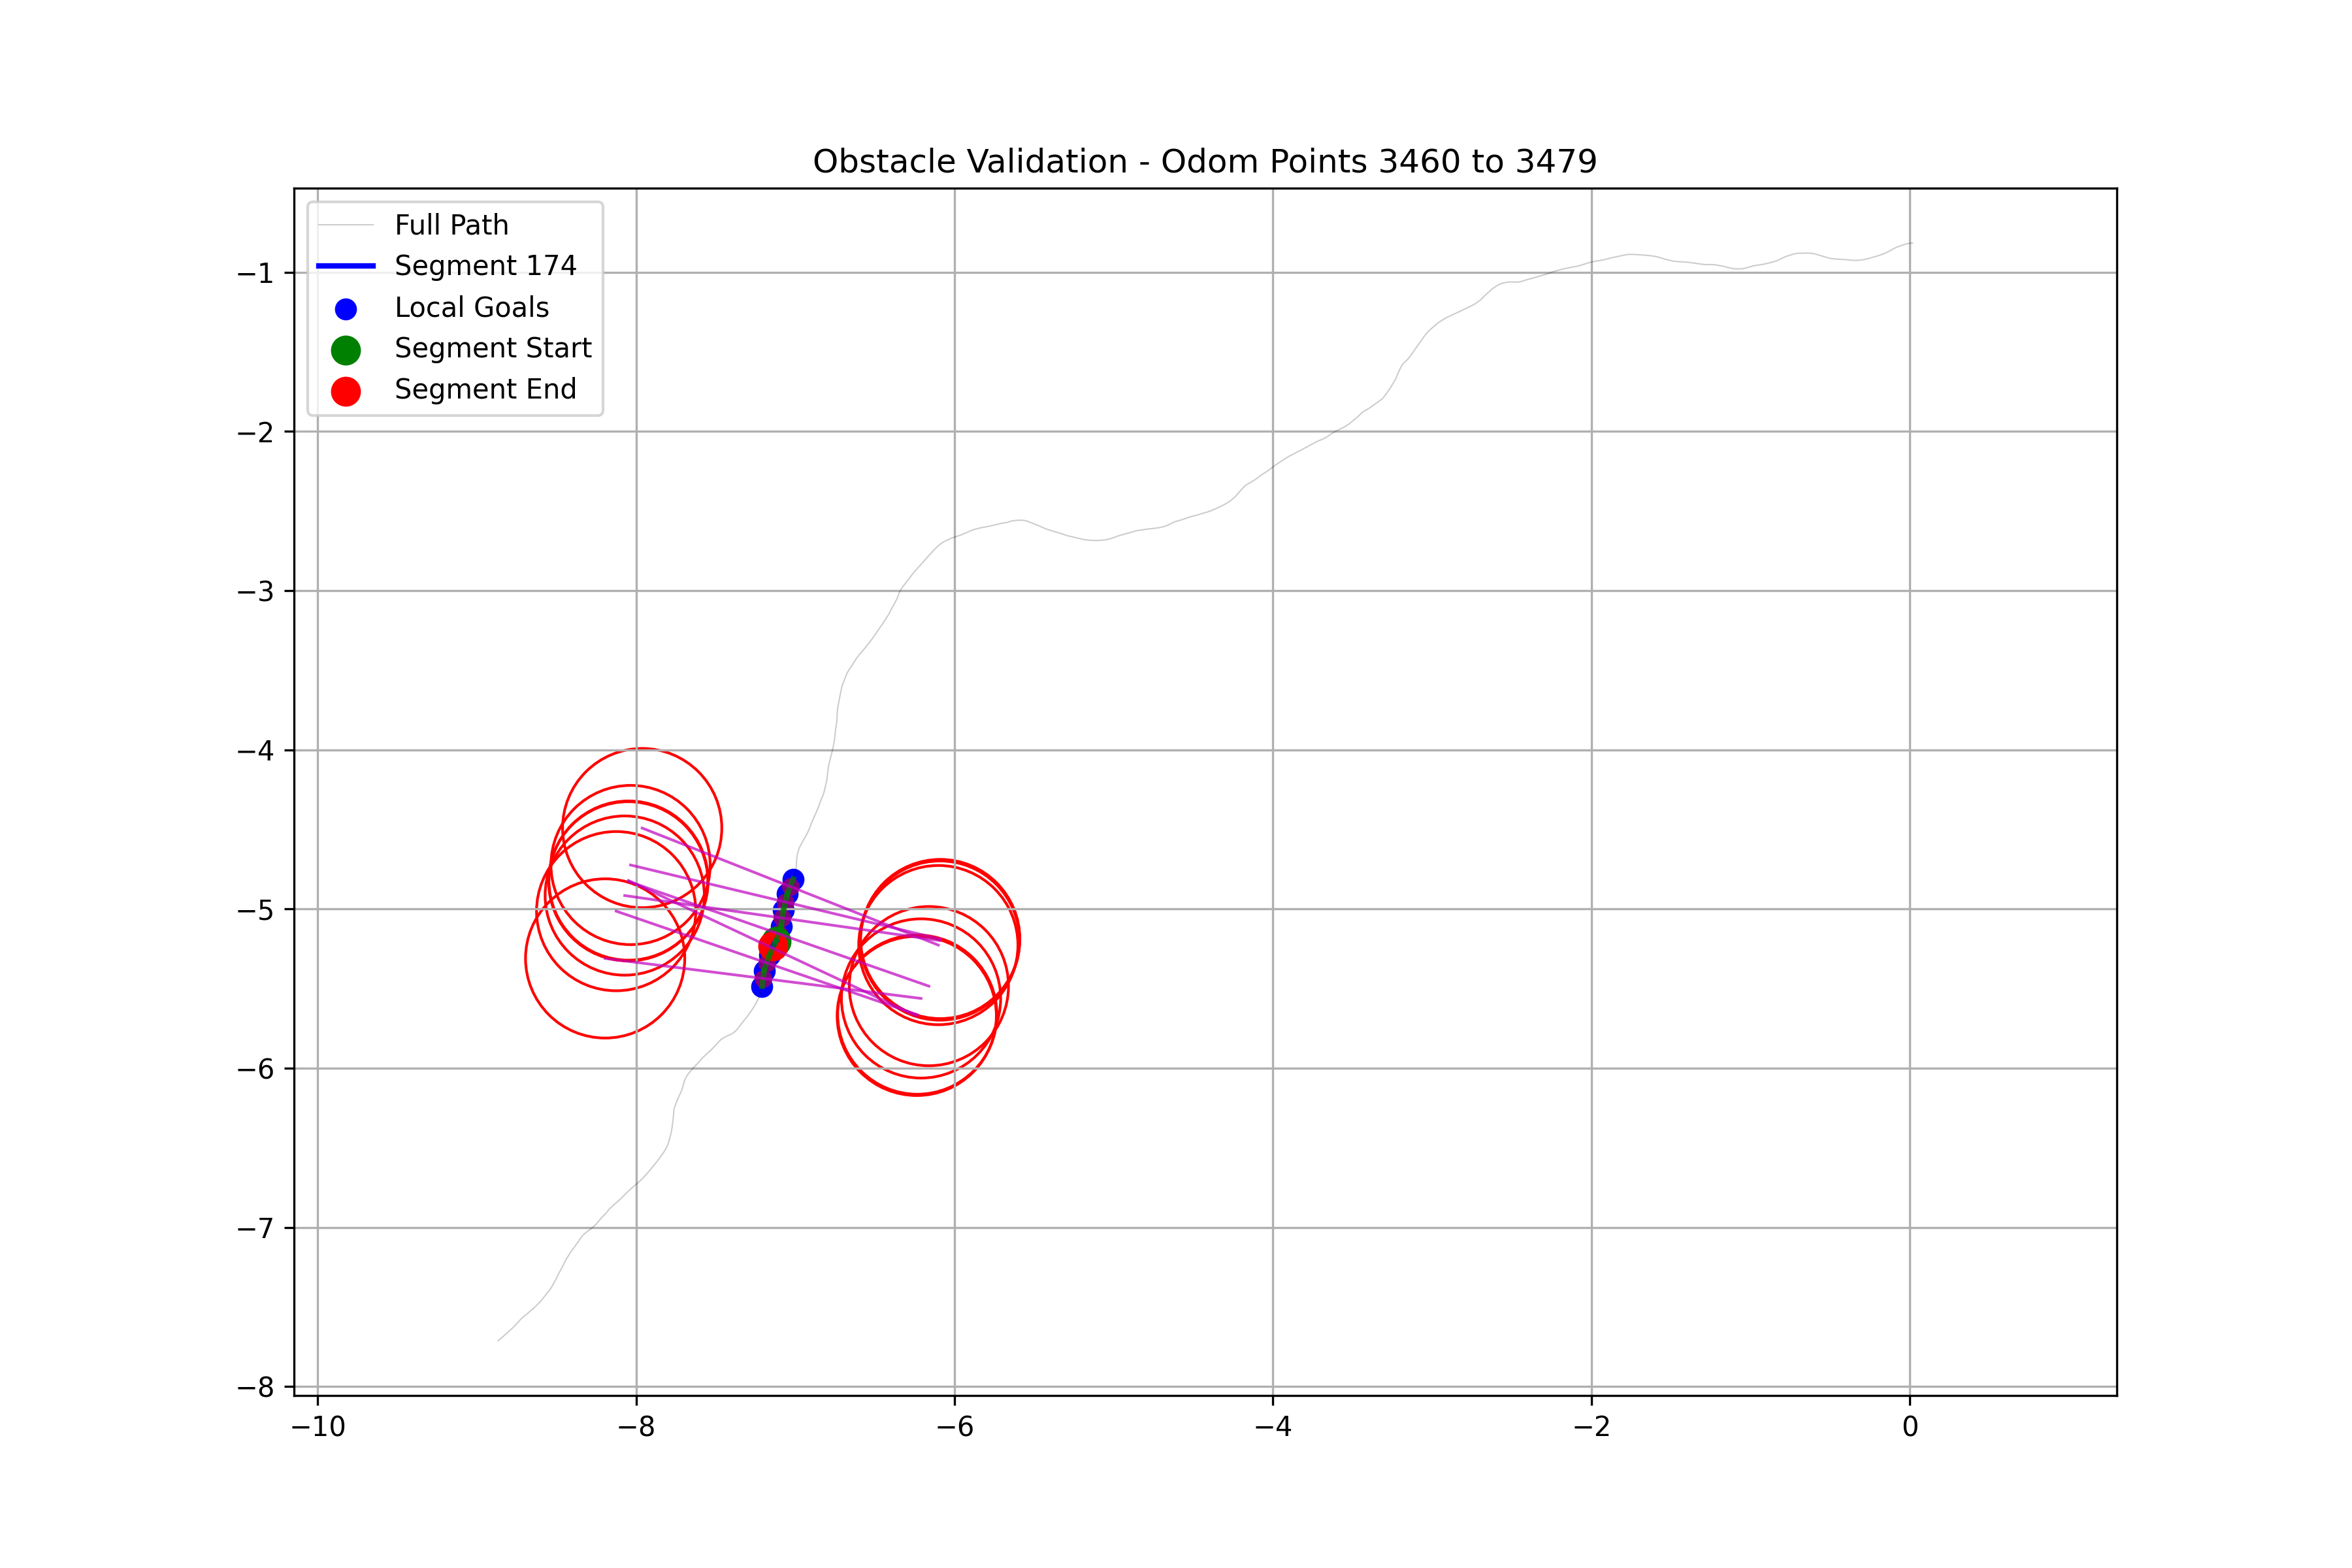 Obstacle Validation - Odom Points 3460 to 3479
Full Path
Segment 174
Local Goals
Segment Start
Segment End
−1
−2
−3
−4
−5
−6
−7
−8
−10
−8
−6
−4
−2
0